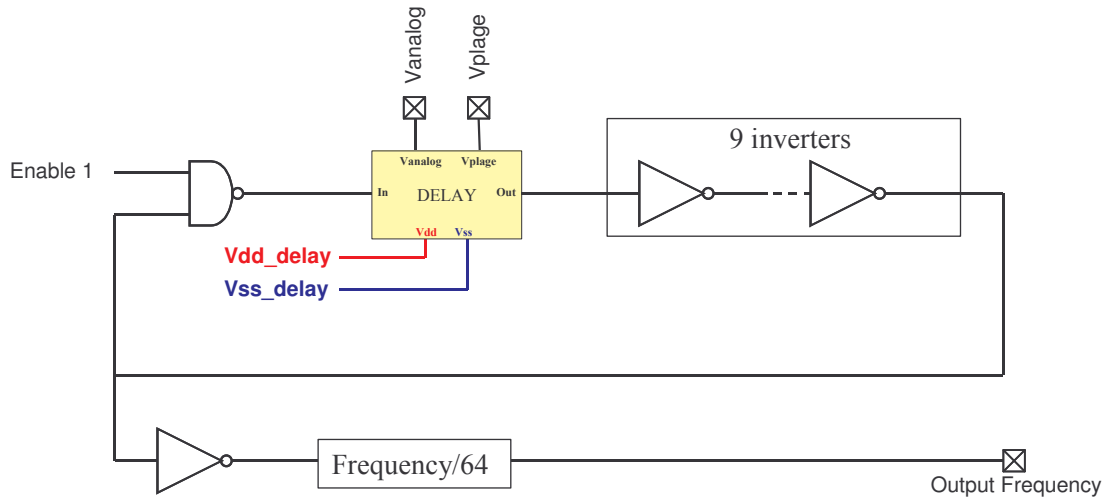 Vanalog
Vplage
9 inverters
Enable 1
Vanalog Vplage
In DELAY Out
Vdd Vss
Vdd_delay
Vss_delay
Frequency/64
Output Frequency